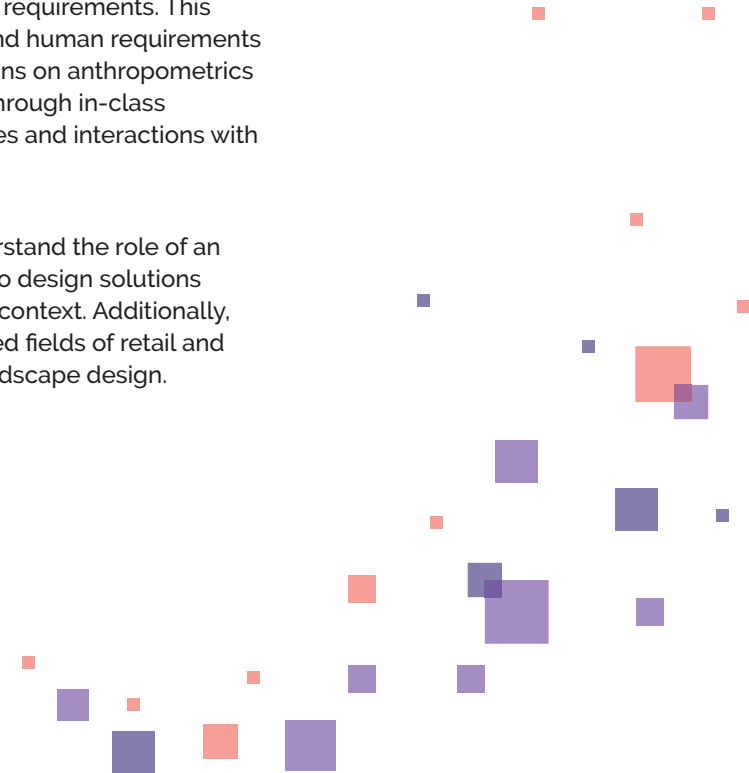 requirements. This
nd human requirements
ns on anthropometrics
hrough in-class
es and interactions with
rstand the role of an
o design solutions
context. Additionally,
ed fields of retail and
dscape design.